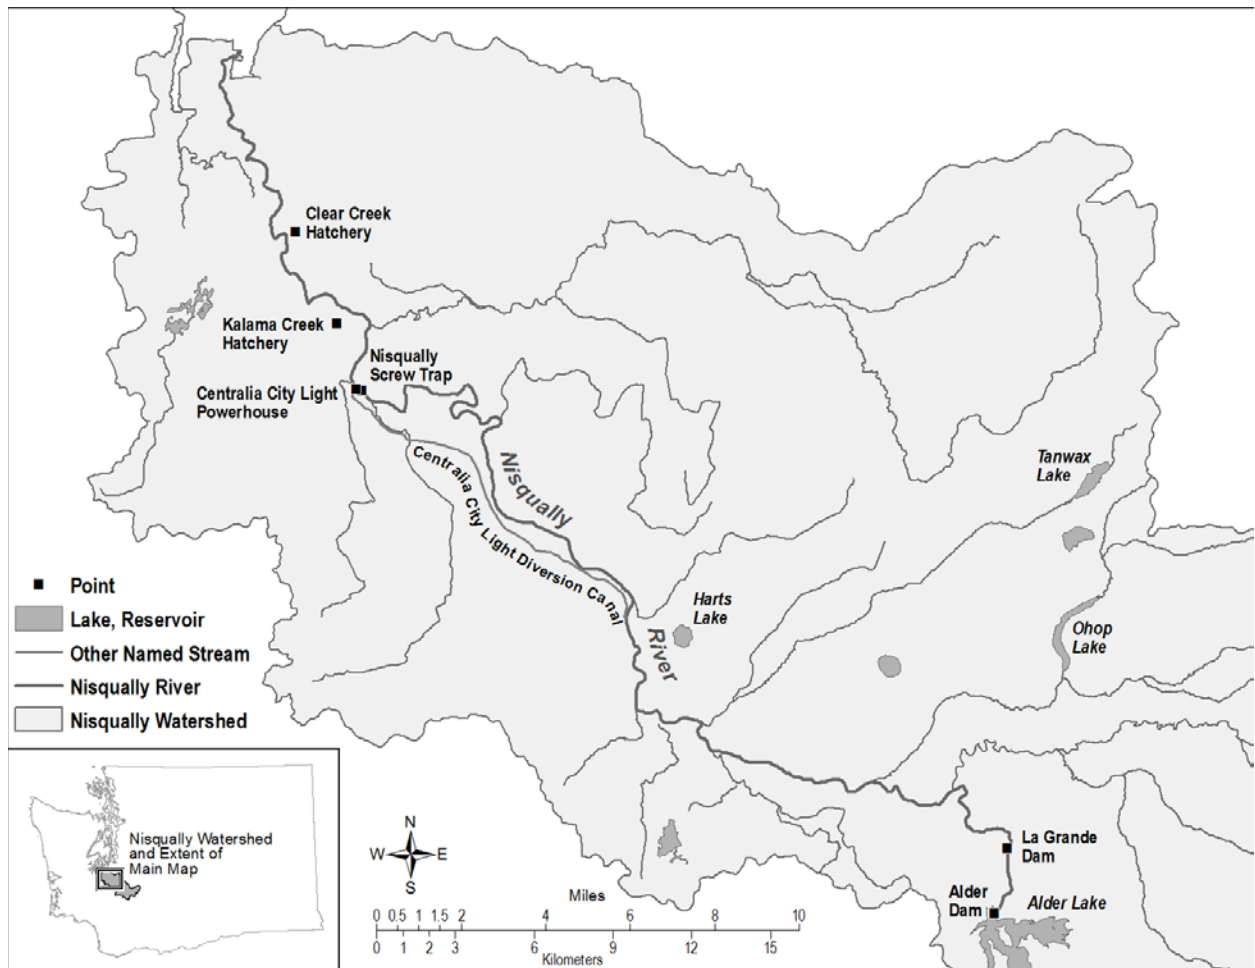 Clear Creek
Hatchery
Kalama Creek
Hatchery
Nisqually
Screw Trap
Centralia City Light
Powerhouse
Centralia City Light Diversion Canal
Nisqually
River
Tanwax
Lake
Harts
Lake
Ohop
Lake
La Grande
Dam
Alder
Dam
Alder Lake
Point
Lake, Reservoir
Other Named Stream
Nisqually River
Nisqually Watershed
Nisqually Watershed
and Extent of
Main Map
N
W E
S
Miles
0 0.5 1 1.5 2 4 6 8 10
0 1 2 3 6 9 12 15
Kilometers